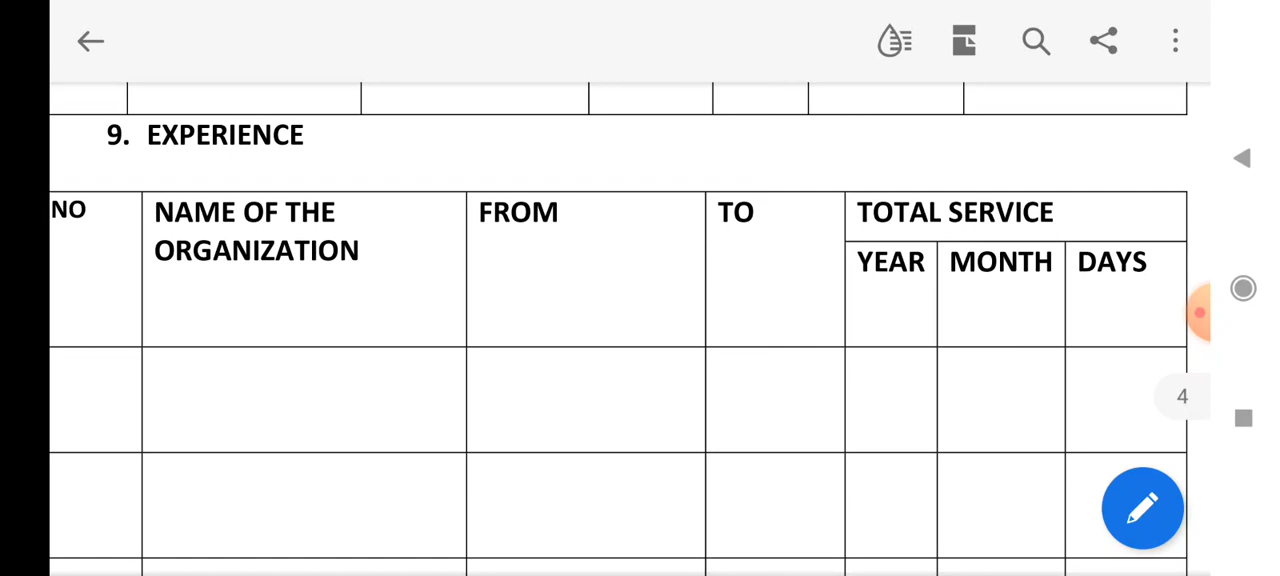 9. EXPERIENCE
NO
NAME OF THE
ORGANIZATION
FROM
TO
TOTAL SERVICE
YEAR
MONTH
DAYS
4